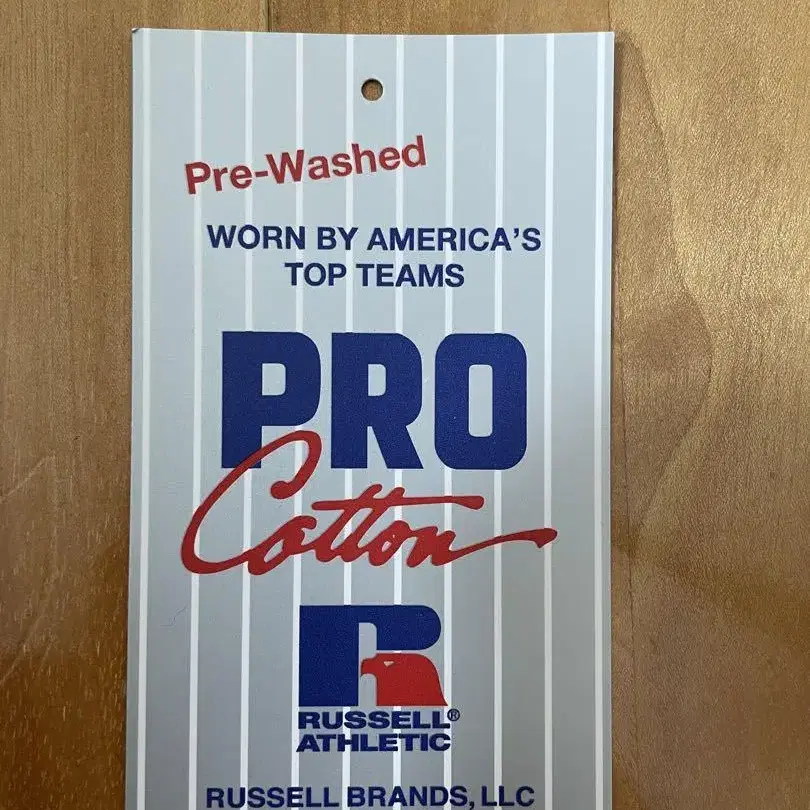 Pre-Washed
WORN BY AMERICA'S
TOP TEAMS
PRO
Cotton
RUSSELL®
ATHLETIC
RUSSELL BRANDS, LLC